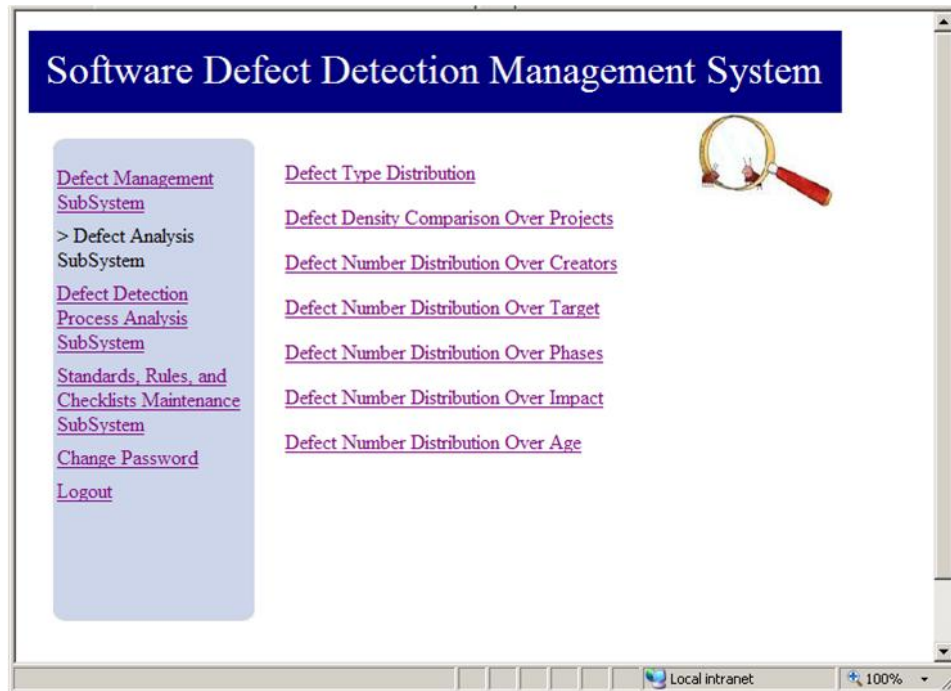 Software Defect Detection Management System
Defect Management
SubSystem
> Defect Analysis
SubSystem
Defect Detection
Process Analysis
SubSystem
Standards, Rules, and
Checklists Maintenance
SubSystem
Change Password
Logout
Defect Type Distribution
Defect Density Comparison Over Projects
Defect Number Distribution Over Creators
Defect Number Distribution Over Target
Defect Number Distribution Over Phases
Defect Number Distribution Over Impact
Defect Number Distribution Over Age
Local intranet
100%